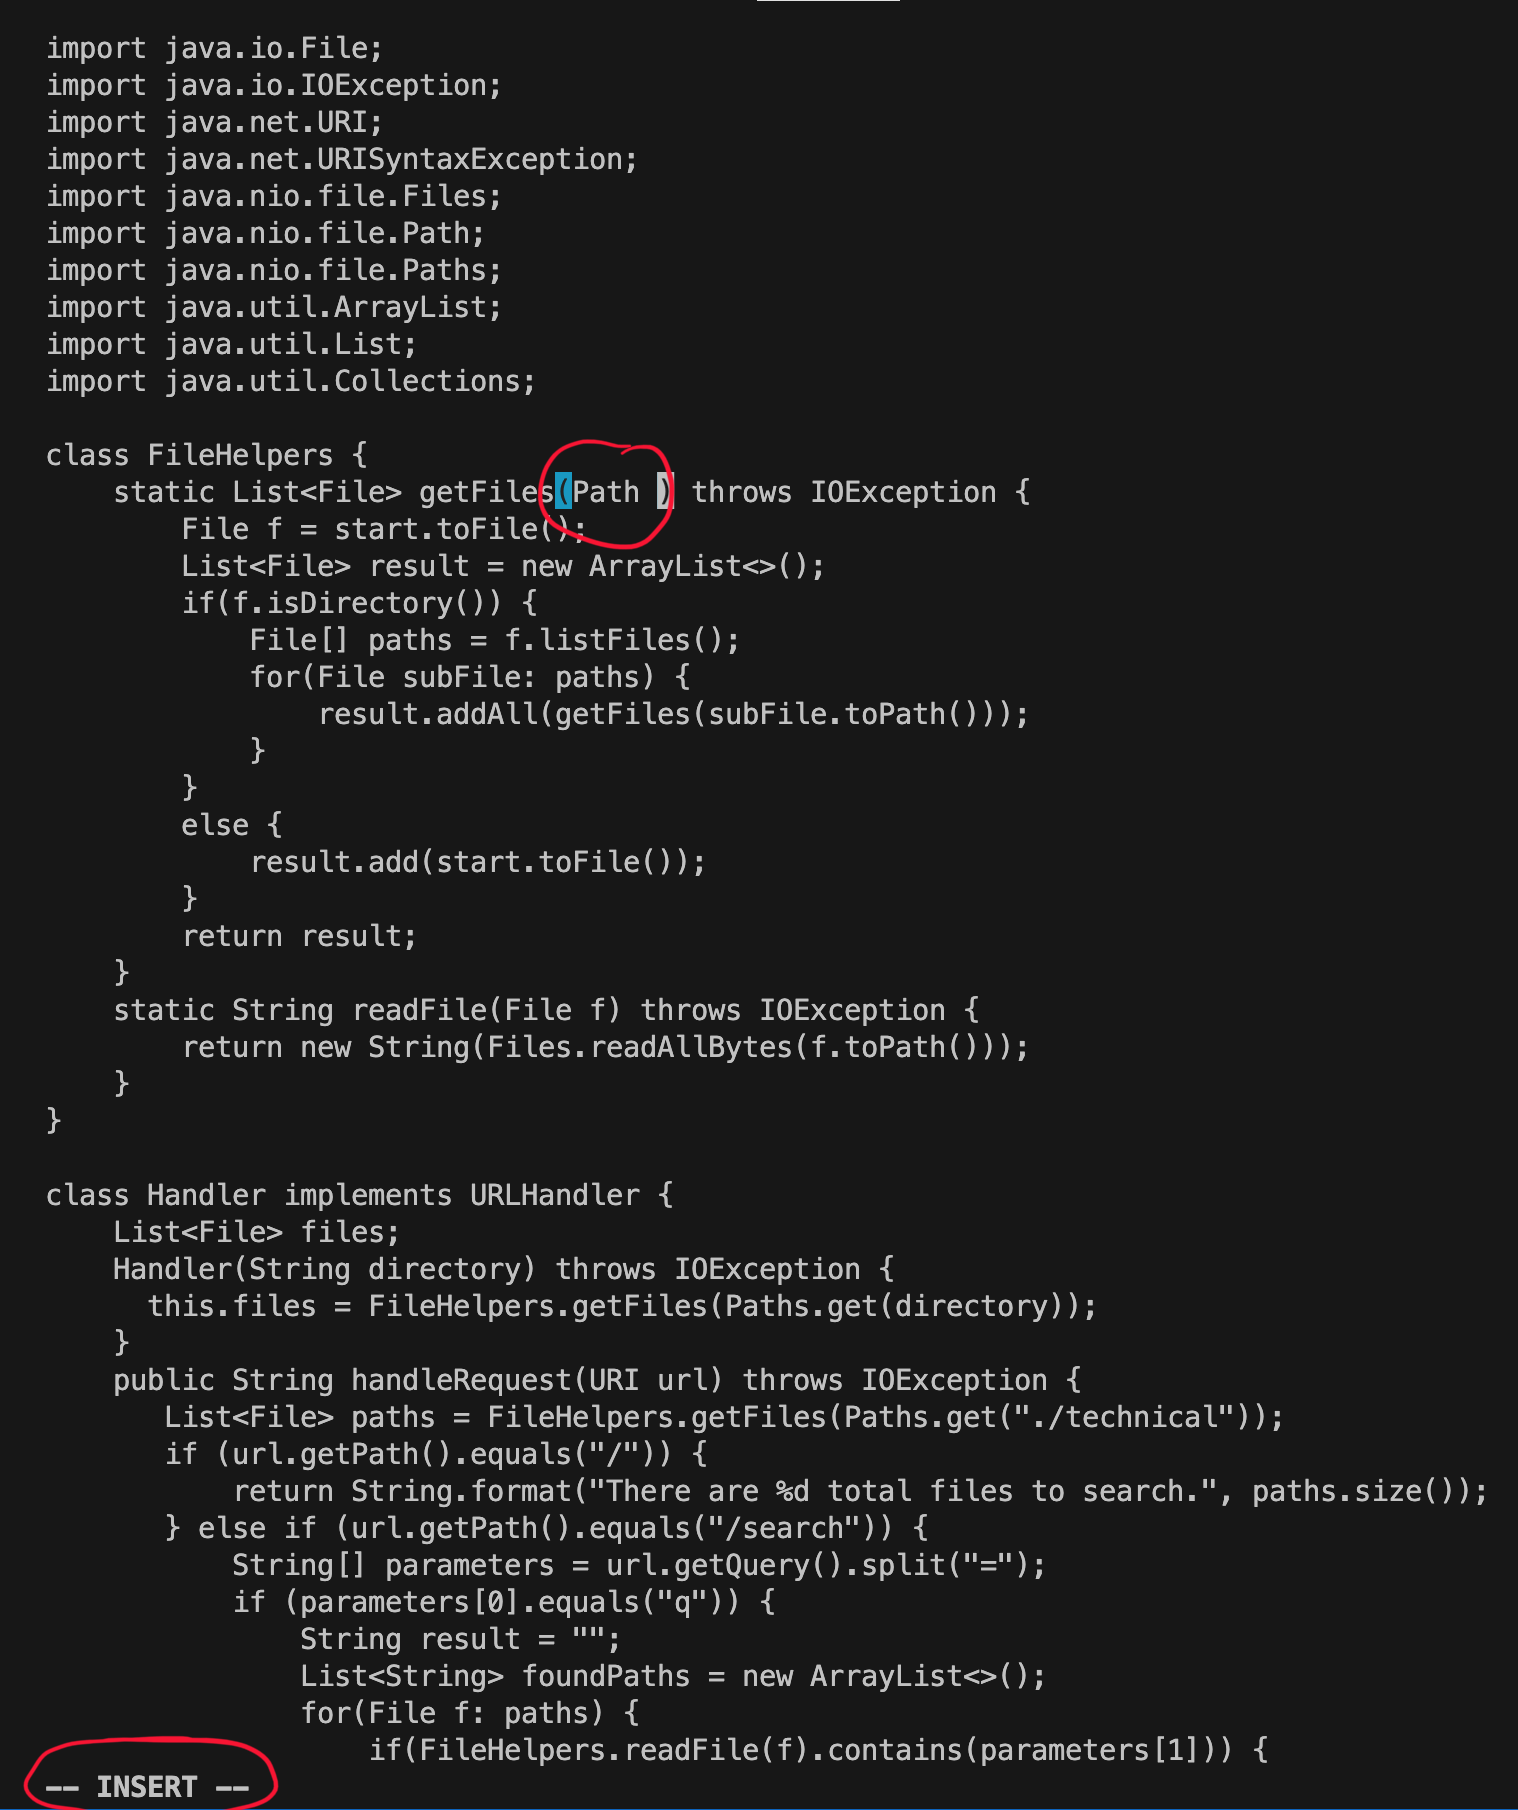 import java.io.File;
import java.io.IOException;
import java.net.URI;
import java.net.URISyntaxException;
import java.nio.file.Files;
import java.nio.file.Path;
import java.nio.file.Paths;
import java.util.ArrayList;
import java.util.List;
import java.util.Collections;

class FileHelpers {
    static List<File> getFiles(Path ) throws IOException {
        File f = start.toFile();
        List<File> result = new ArrayList<>();
        if(f.isDirectory()) {
            File[] paths = f.listFiles();
            for(File subFile: paths) {
                result.addAll(getFiles(subFile.toPath()));
            }
        }
        else {
            result.add(start.toFile());
        }
        return result;
    }
    static String readFile(File f) throws IOException {
        return new String(Files.readAllBytes(f.toPath()));
    }
}

class Handler implements URLHandler {
    List<File> files;
    Handler(String directory) throws IOException {
      this.files = FileHelpers.getFiles(Paths.get(directory));
    }
    public String handleRequest(URI url) throws IOException {
       List<File> paths = FileHelpers.getFiles(Paths.get("./technical"));
       if (url.getPath().equals("/")) {
           return String.format("There are %d total files to search.", paths.size());
       } else if (url.getPath().equals("/search")) {
           String[] parameters = url.getQuery().split("=");
           if (parameters[0].equals("q")) {
               String result = "";
               List<String> foundPaths = new ArrayList<>();
               for(File f: paths) {
                   if(FileHelpers.readFile(f).contains(parameters[1])) {
-- INSERT --